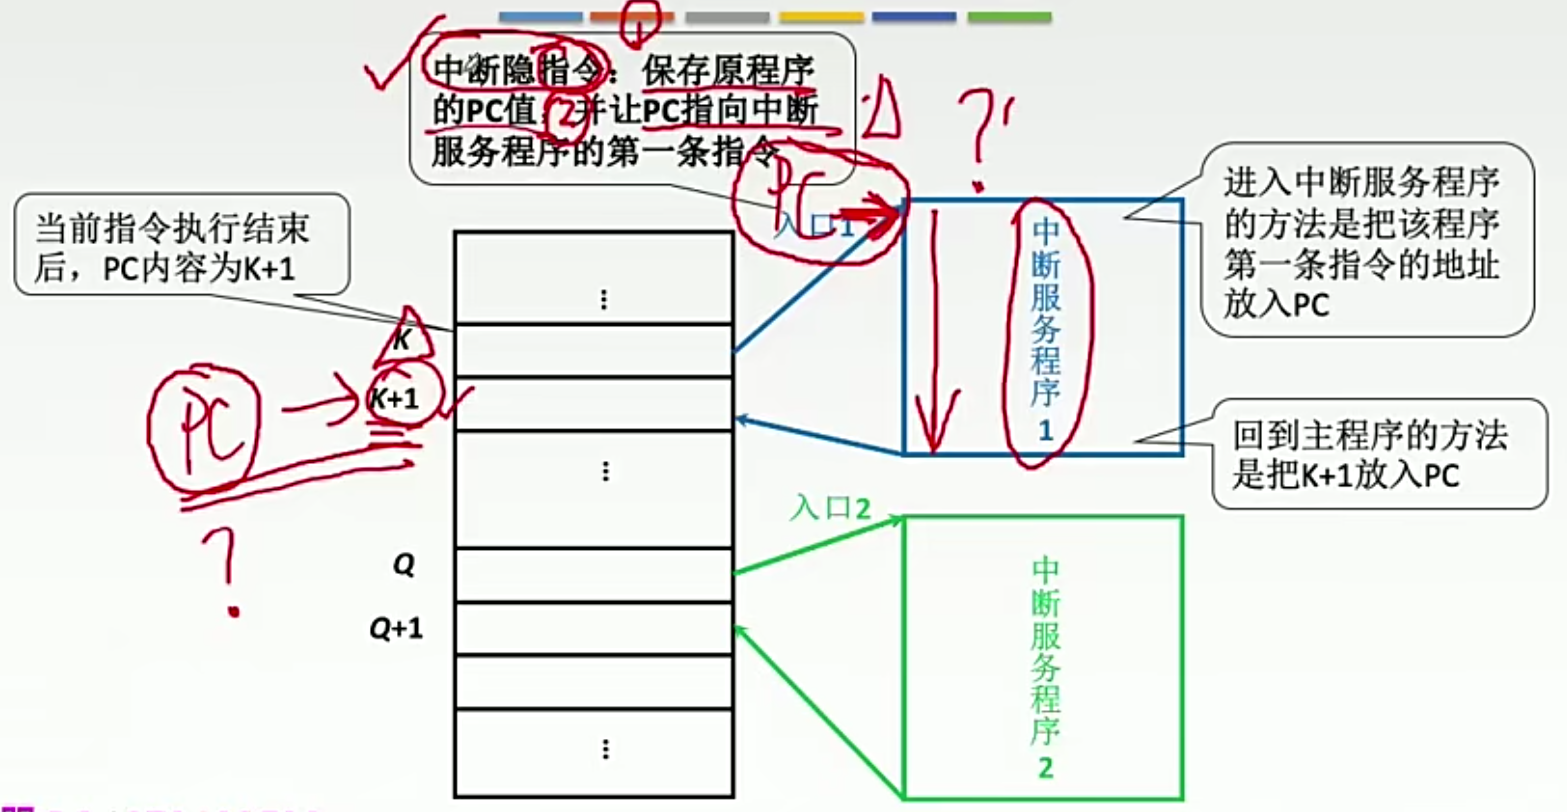 ①
中断隐指令：保存原程序
的PC值，②并让PC指向中断
服务程序的第一条指令
?
PC
入口1
进入中断服务程序
的方法是把该程序
第一条指令的地址
放入PC
当前指令执行结束
后，PC内容为K+1
⋮
K
PC
K+1
?
中断服务程序1
回到主程序的方法
是把K+1放入PC
⋮
入口2
Q
Q+1
中断服务程序2
⋮